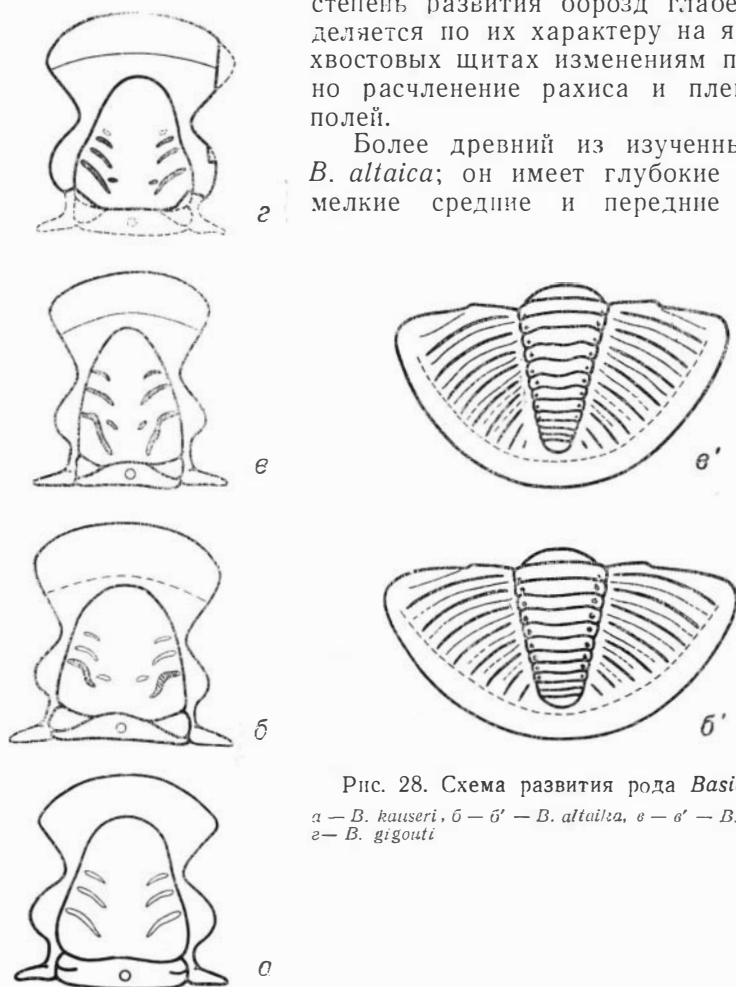 степень развития борозд глабе
деляется по их характеру на я
хвостовых щитах изменениям п
но расчленение рахиса и плев
полей.
Более древний из изученны
B. altaica; он имеет глубокие
мелкие средние и передние
г
в
в'
б
б'
а
Рис. 28. Схема развития рода Basi
а — B. kauseri, б — б' — B. altaika, в — в' — B.
г — B. gigouti